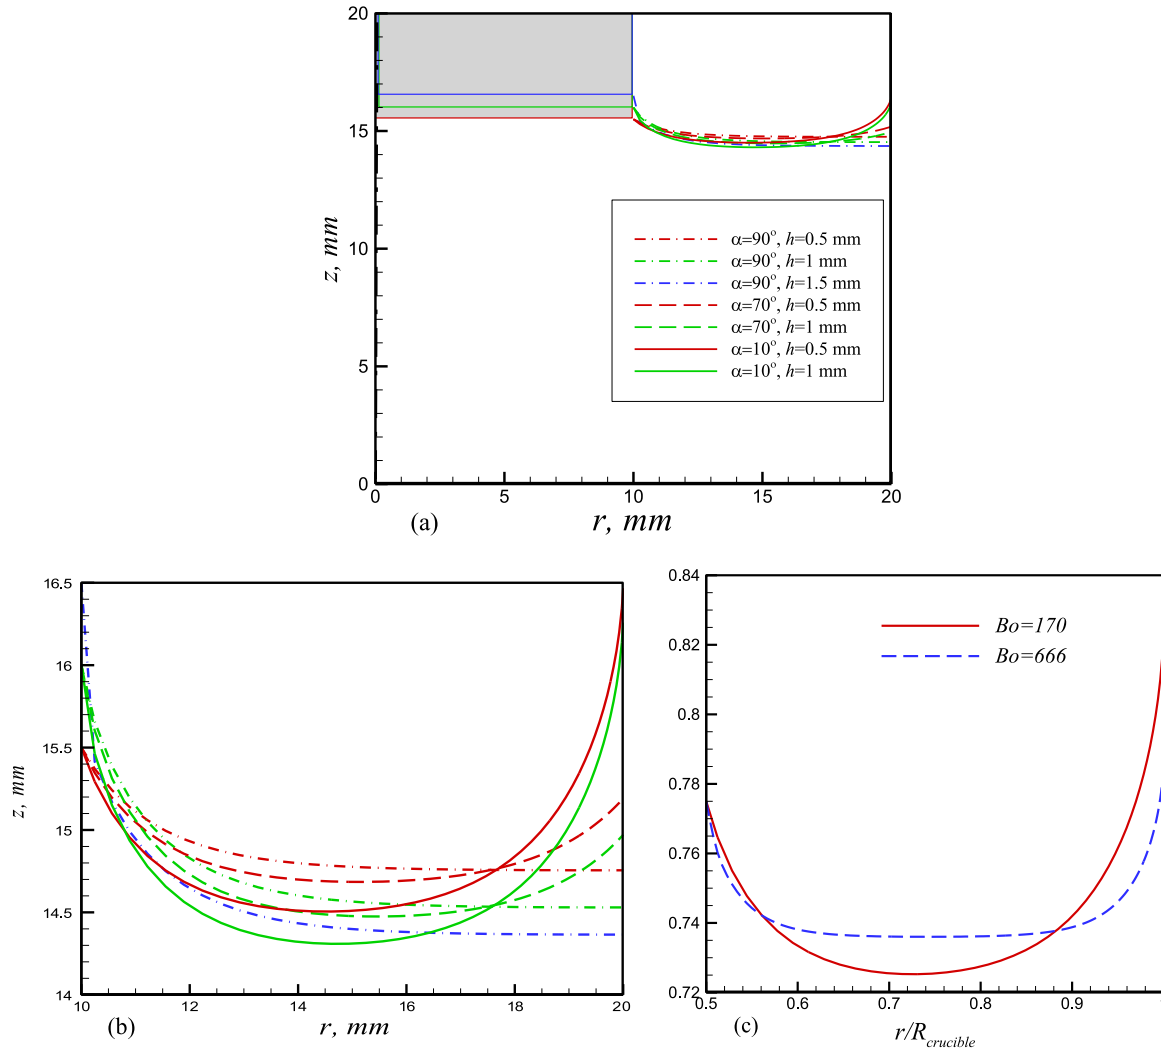 20
15
10
5
0
z, mm
α=90°, h=0.5 mm
α=90°, h=1 mm
α=90°, h=1.5 mm
α=70°, h=0.5 mm
α=70°, h=1 mm
α=10°, h=0.5 mm
α=10°, h=1 mm
0 5 10 15 20
(a) r, mm
16.5
16
15.5
15
14.5
14
z, mm
10 12 14 16 18 20
(b) r, mm
0.84
0.82
0.8
0.78
0.76
0.74
0.72
Bo=170
Bo=666
0.5 0.6 0.7 0.8 0.9
(c) r/R_crucible